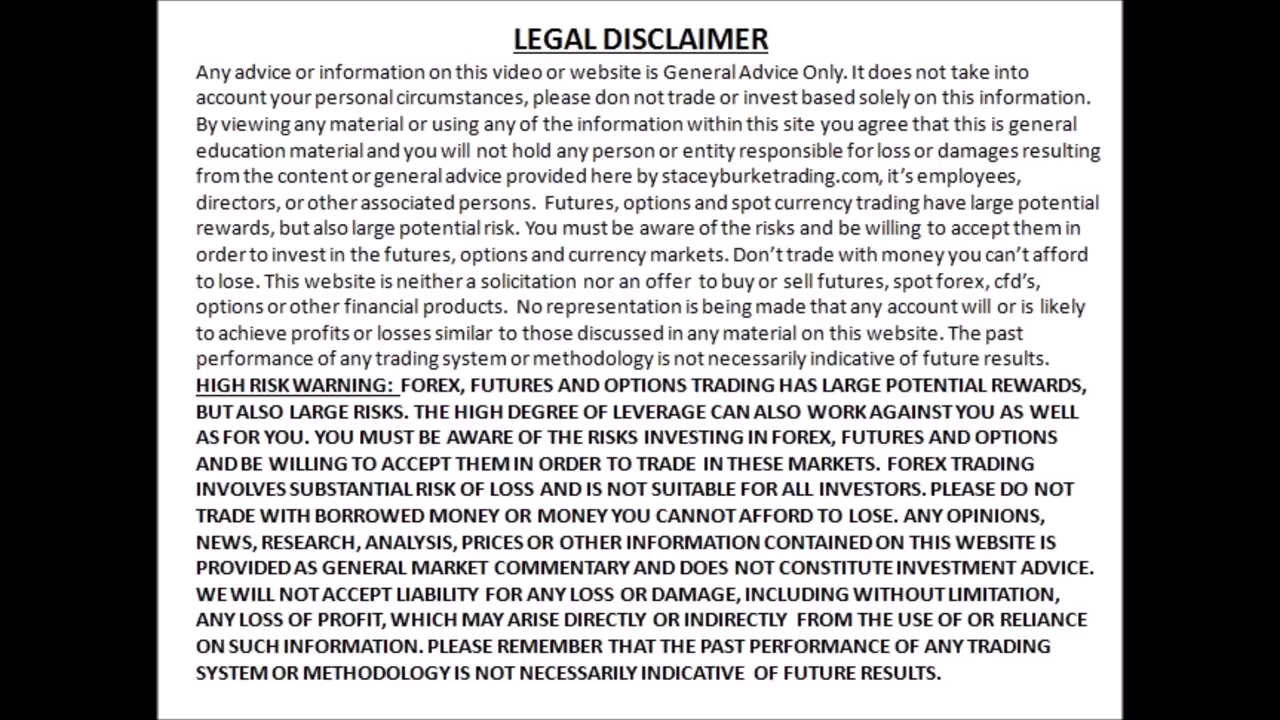 LEGAL DISCLAIMER
Any advice or information on this video or website is General Advice Only. It does not take into
account your personal circumstances, please don not trade or invest based solely on this information.
By viewing any material or using any of the information within this site you agree that this is general
education material and you will not hold any person or entity responsible for loss or damages resulting
from the content or general advice provided here by staceyburketrading.com, it's employees,
directors, or other associated persons.  Futures, options and spot currency trading have large potential
rewards, but also large potential risk. You must be aware of the risks and be willing to accept them in
order to invest in the futures, options and currency markets. Don't trade with money you can't afford
to lose. This website is neither a solicitation nor an offer to buy or sell futures, spot forex, cfd's,
options or other financial products.  No representation is being made that any account will or is likely
to achieve profits or losses similar to those discussed in any material on this website. The past
performance of any trading system or methodology is not necessarily indicative of future results.
HIGH RISK WARNING:  FOREX, FUTURES AND OPTIONS TRADING HAS LARGE POTENTIAL REWARDS,
BUT ALSO LARGE RISKS. THE HIGH DEGREE OF LEVERAGE CAN ALSO WORK AGAINST YOU AS WELL
AS FOR YOU. YOU MUST BE AWARE OF THE RISKS INVESTING IN FOREX, FUTURES AND OPTIONS
AND BE WILLING TO ACCEPT THEM IN ORDER TO TRADE IN THESE MARKETS.  FOREX TRADING
INVOLVES SUBSTANTIAL RISK OF LOSS AND IS NOT SUITABLE FOR ALL INVESTORS. PLEASE DO NOT
TRADE WITH BORROWED MONEY OR MONEY YOU CANNOT AFFORD TO LOSE. ANY OPINIONS,
NEWS, RESEARCH, ANALYSIS, PRICES OR OTHER INFORMATION CONTAINED ON THIS WEBSITE IS
PROVIDED AS GENERAL MARKET COMMENTARY AND DOES NOT CONSTITUTE INVESTMENT ADVICE.
WE WILL NOT ACCEPT LIABILITY FOR ANY LOSS OR DAMAGE, INCLUDING WITHOUT LIMITATION,
ANY LOSS OF PROFIT, WHICH MAY ARISE DIRECTLY OR INDIRECTLY  FROM THE USE OF OR RELIANCE
ON SUCH INFORMATION. PLEASE REMEMBER THAT THE PAST PERFORMANCE OF ANY TRADING
SYSTEM OR METHODOLOGY IS NOT NECESSARILY INDICATIVE  OF FUTURE RESULTS.